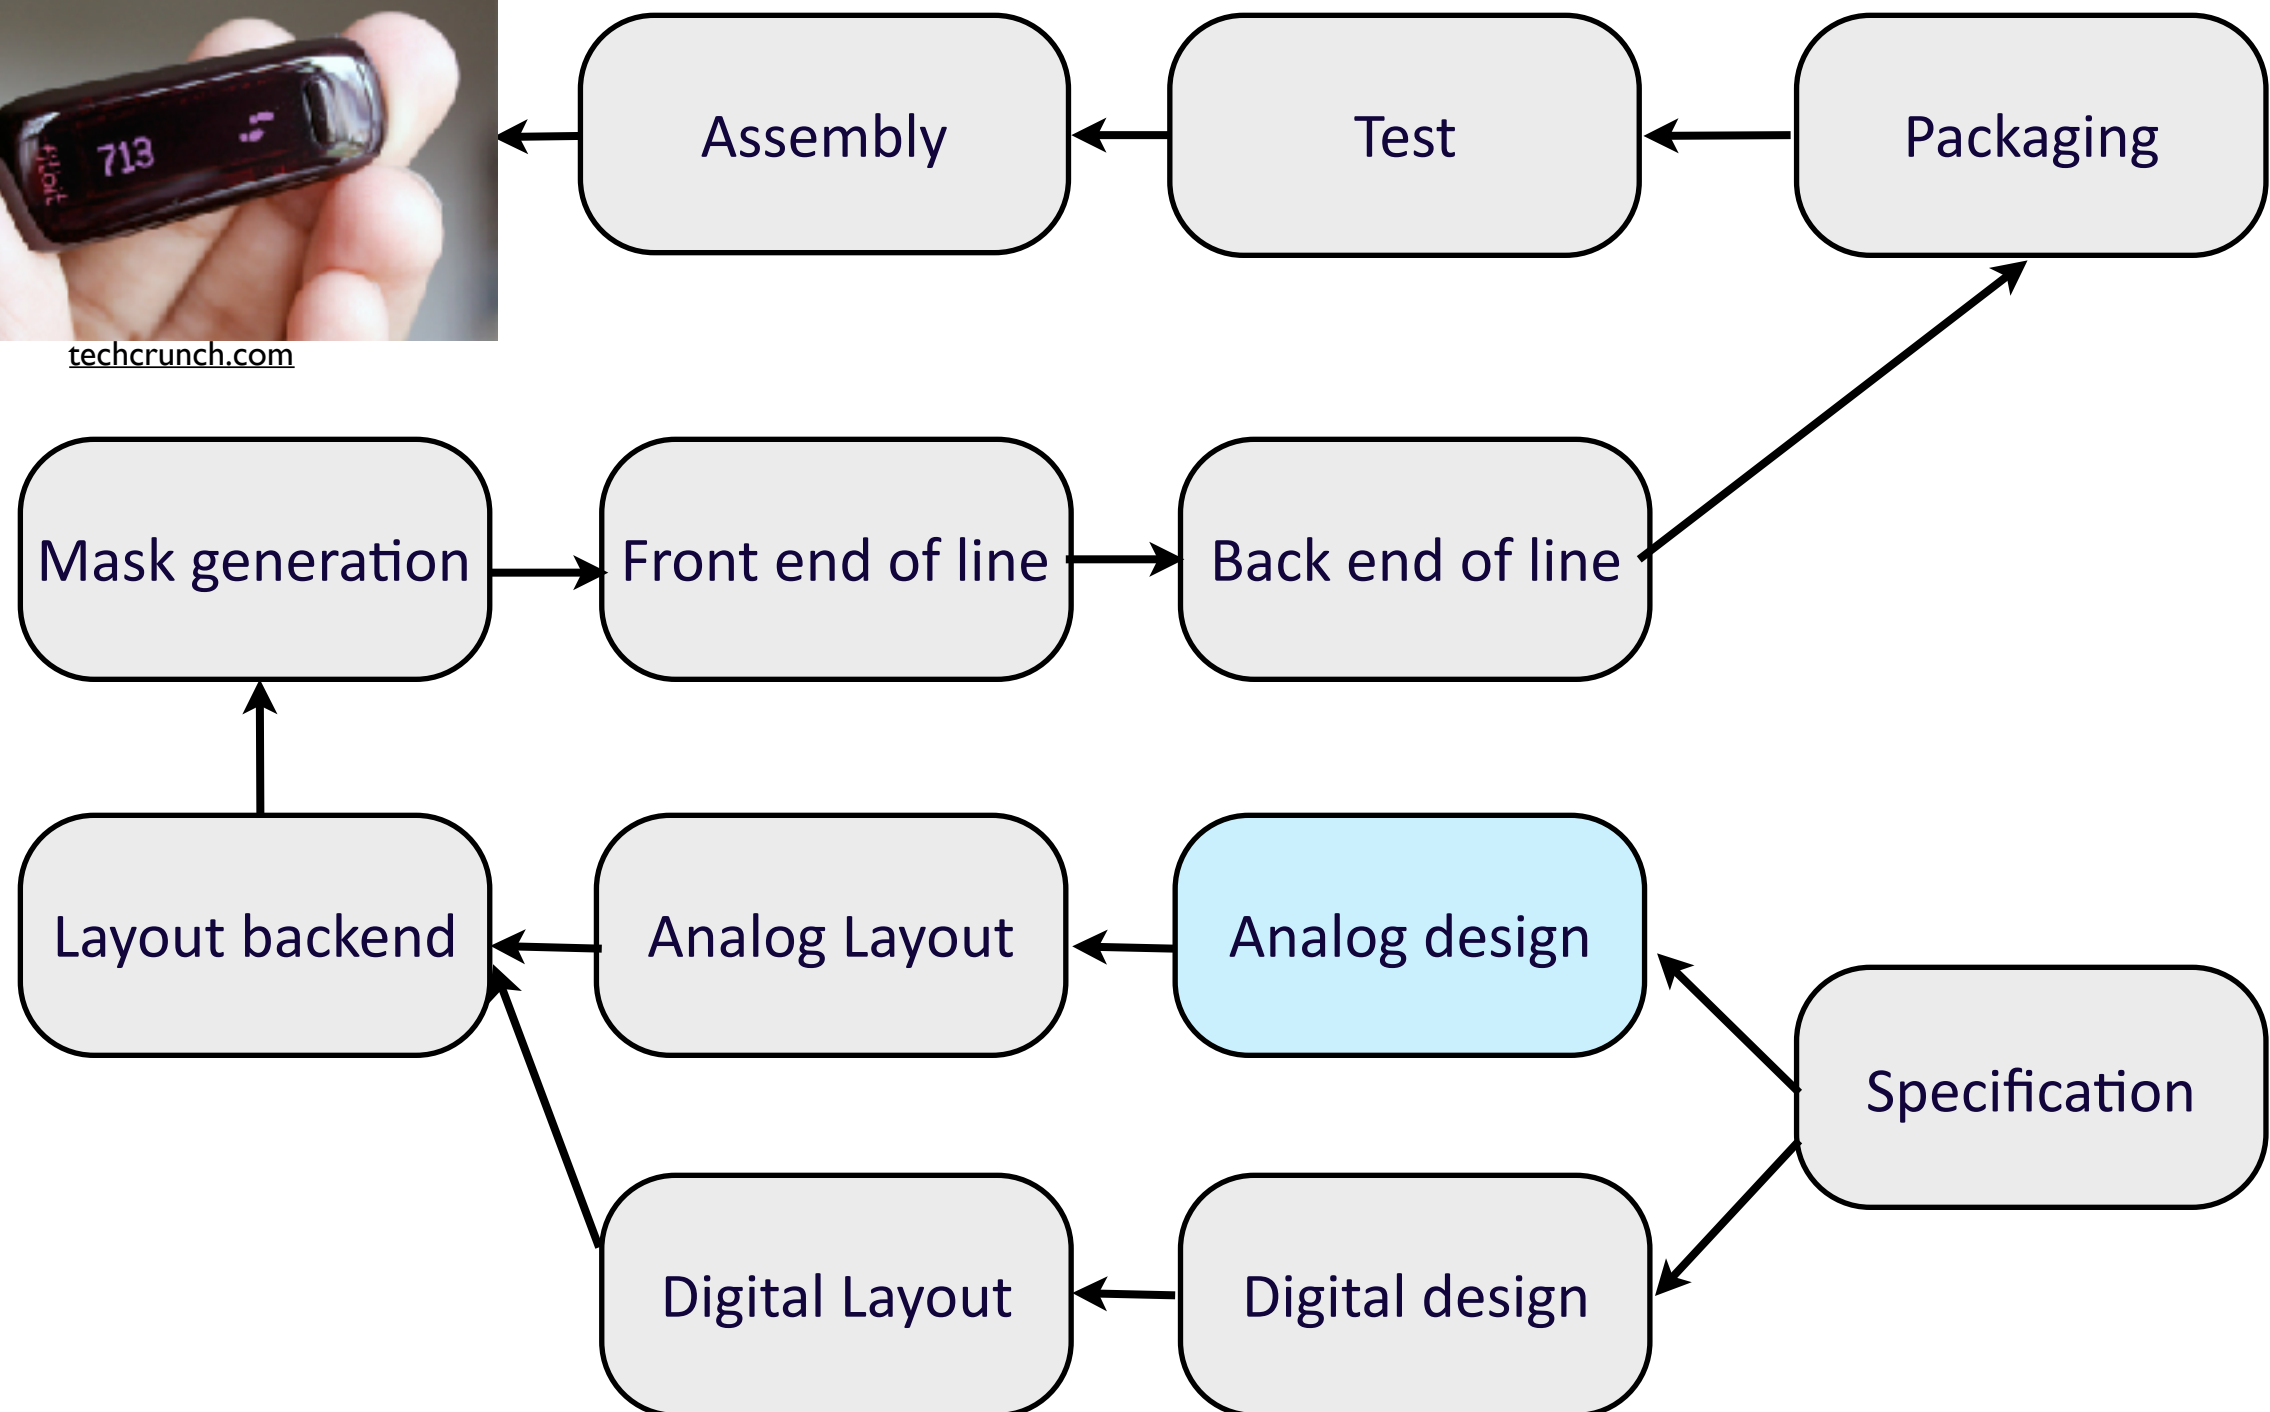 fitbit
713
techcrunch.com
Assembly
Test
Packaging
Mask generation
Front end of line
Back end of line
Layout backend
Analog Layout
Analog design
Specification
Digital Layout
Digital design